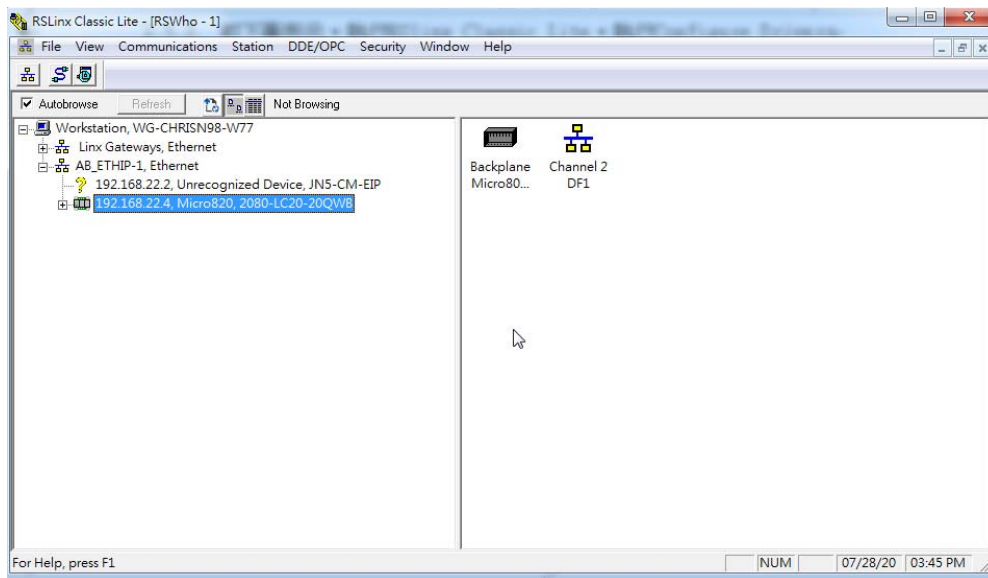 RSLinx Classic Lite - [RSWho - 1]
File View Communications Station DDE/OPC Security Window Help
Autobrowse Refresh Not Browsing
Workstation, WG-CHRISN98-W77
Linx Gateways, Ethernet
AB_ETHIP-1, Ethernet
192.168.22.2, Unrecognized Device, JN5-CM-EIP
192.168.22.4, Micro820, 2080-LC20-20QWB
Backplane
Micro80...
Channel 2
DF1
For Help, press F1
NUM
07/28/20
03:45 PM